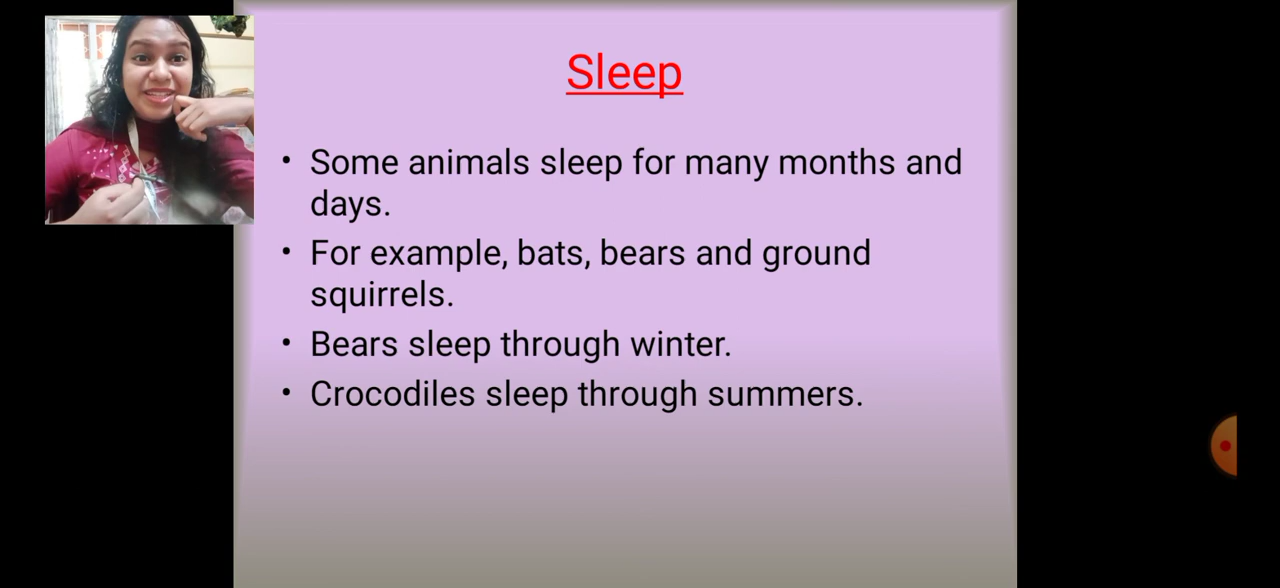 Sleep
• Some animals sleep for many months and
days.
• For example, bats, bears and ground
squirrels.
• Bears sleep through winter.
• Crocodiles sleep through summers.